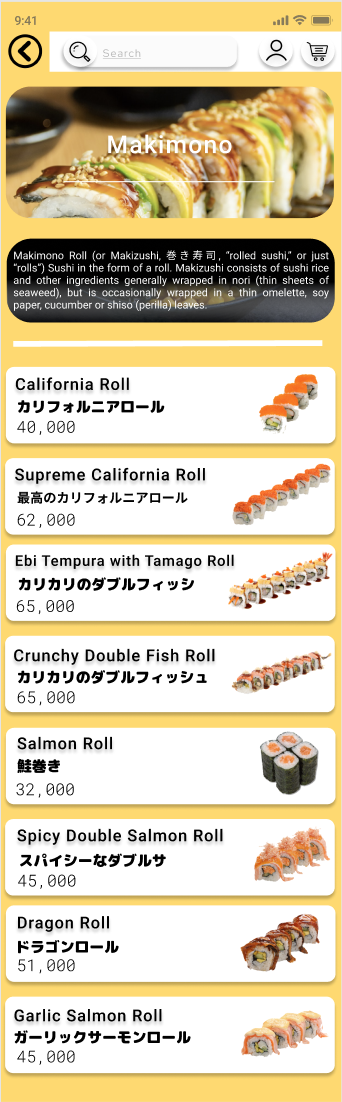 9:41
Search
Makimono
Makimono Roll (or Makizushi, 巻き寿司, “rolled sushi,” or just
“rolls”) Sushi in the form of a roll. Makizushi consists of sushi rice
and other ingredients generally wrapped in nori (thin sheets of
seaweed), but is occasionally wrapped in a thin omelette, soy
paper, cucumber or shiso (perilla) leaves.
California Roll
カリフォルニアロール
40,000
Supreme California Roll
最高のカリフォルニアロール
62,000
Ebi Tempura with Tamago Roll
カリカリのダブルフィッシ
65,000
Crunchy Double Fish Roll
カリカリのダブルフィッシュ
65,000
Salmon Roll
鮭巻き
32,000
Spicy Double Salmon Roll
スパイシーなダブルサ
45,000
Dragon Roll
ドラゴンロール
51,000
Garlic Salmon Roll
ガーリックサーモンロール
45,000